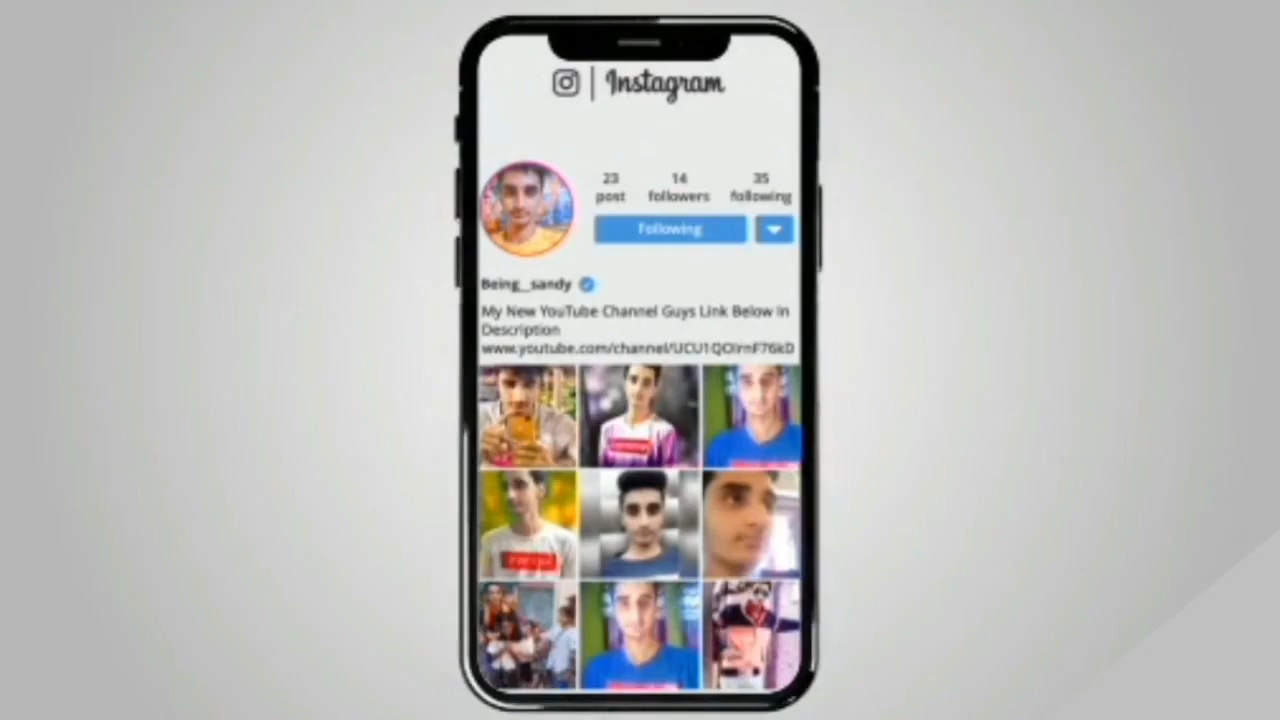 Instagram
23 14 35
post followers following
Following
Being_sandy
My New YouTube Channel Guys Link Below In
Description
www.youtube.com/channel/UCU1QOIrnF76kD